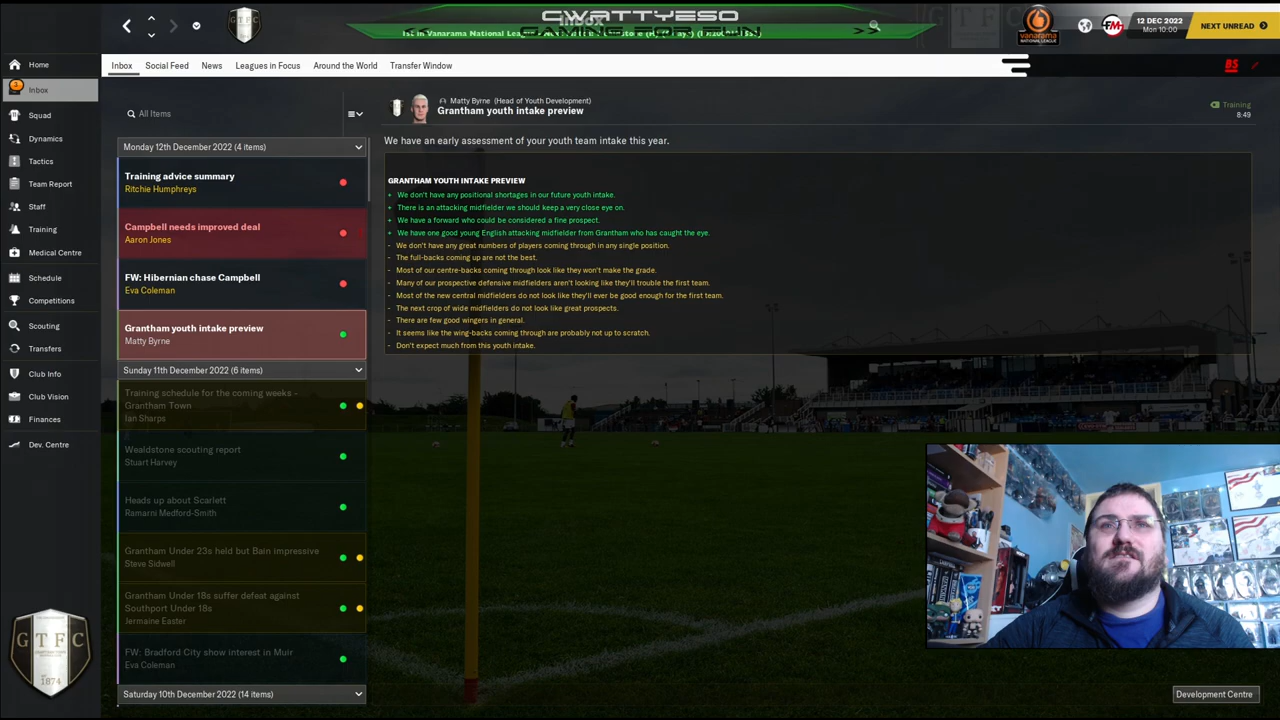 CWATTYESO
GAMING FOR FUN
12 DEC 2022
Mon 10:00
NEXT UNREAD
vanarama
NATIONAL LEAGUE
FM
GTFC
Home
Inbox
Squad
Dynamics
Tactics
Team Report
Staff
Training
Medical Centre
Schedule
Competitions
Scouting
Transfers
Club Info
Club Vision
Finances
Dev. Centre
GTFC
1874
Inbox
Social Feed
News
Leagues in Focus
Around the World
Transfer Window
BS
All Items
Monday 12th December 2022 (4 items)
Training advice summary
Ritchie Humphreys
Campbell needs improved deal
Aaron Jones
FW: Hibernian chase Campbell
Eva Coleman
Grantham youth intake preview
Matty Byrne
Sunday 11th December 2022 (6 items)
Training schedule for the coming weeks -
Grantham Town
Ian Sharps
Wealdstone scouting report
Stuart Harvey
Heads up about Scarlett
Ramarni Medford-Smith
Grantham Under 23s held but Bain impressive
Steve Sidwell
Grantham Under 18s suffer defeat against
Southport Under 18s
Jermaine Easter
FW: Bradford City show interest in Muir
Eva Coleman
Saturday 10th December 2022 (14 items)
Matty Byrne (Head of Youth Development)
Grantham youth intake preview
Training
8:49
We have an early assessment of your youth team intake this year.
GRANTHAM YOUTH INTAKE PREVIEW
+ We don't have any positional shortages in our future youth intake.
+ There is an attacking midfielder we should keep a very close eye on.
+ We have a forward who could be considered a fine prospect.
+ We have one good young English attacking midfielder from Grantham who has caught the eye.
- We don't have any great numbers of players coming through in any single position.
- The full-backs coming up are not the best.
- Most of our centre-backs coming through look like they won't make the grade.
- Many of our prospective defensive midfielders aren't looking like they'll trouble the first team.
- Most of the new central midfielders do not look like they'll ever be good enough for the first team.
- The next crop of wide midfielders do not look like great prospects.
- There are few good wingers in general.
- It seems like the wing-backs coming through are probably not up to scratch.
- Don't expect much from this youth intake.
Development Centre